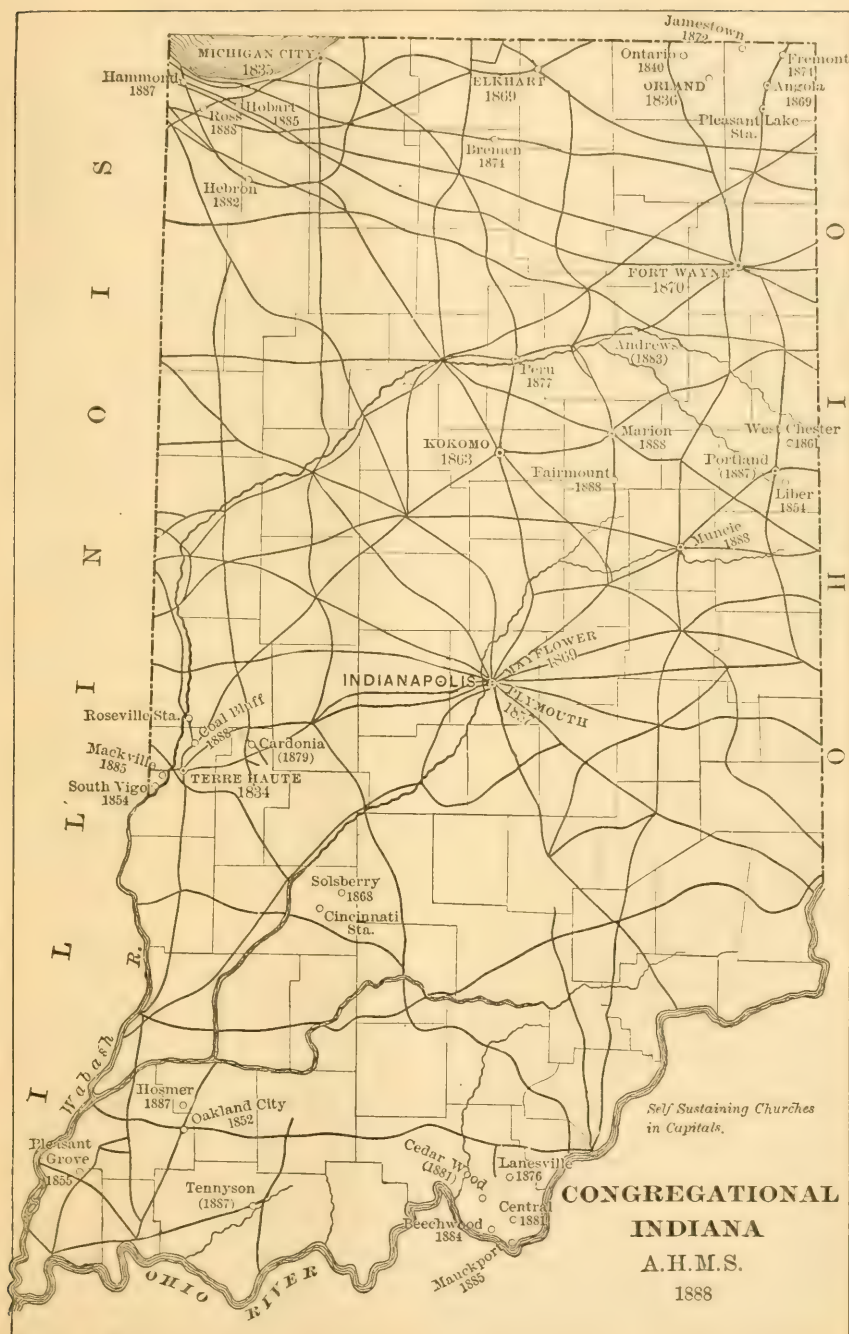 Jamestown
1872
MICHIGAN CITY
1835
Hammond
1887
Ross
1888
Hobart
1885
ELKHART
1869
Ontario
1840
ORLAND
1836
Fremont
1874
Angola
1869
Pleasant Lake
Sta.
Bremen
1874
Hebron
1882
FORT WAYNE
1870
Andrews
(1883)
Peru
1877
KOKOMO
1863
Marion
1888
Fairmount
1888
West Chester
1861
Portland
(1887)
Liber
1854
Muncie
1883
INDIANAPOLIS
MAYFLOWER
1869
PLYMOUTH
1857
Roseville Sta.
Coal Bluff
1888
Cardonia
(1879)
Mackville
1885
TERRE HAUTE
1834
South Vigo
1854
Solsberry
1868
Cincinnati
Sta.
ILLINOIS
OHIO
Wabash R.
Hosmer
1887
Oakland City
1852
Pleasant
Grove
1855
Tennyson
(1887)
Cedar Wood
(1881)
Lanesville
1876
Central
1881
Beechwood
1884
Mauckport
1885
OHIO RIVER
Self Sustaining Churches
in Capitals.
CONGREGATIONAL
INDIANA
A.H.M.S.
1888